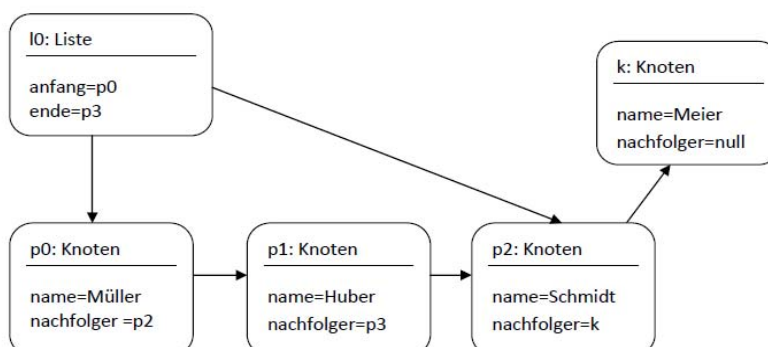 l0: Liste
anfang=p0
ende=p3
k: Knoten
name=Meier
nachfolger=null
p0: Knoten
name=Müller
nachfolger =p2
p1: Knoten
name=Huber
nachfolger=p3
p2: Knoten
name=Schmidt
nachfolger=k